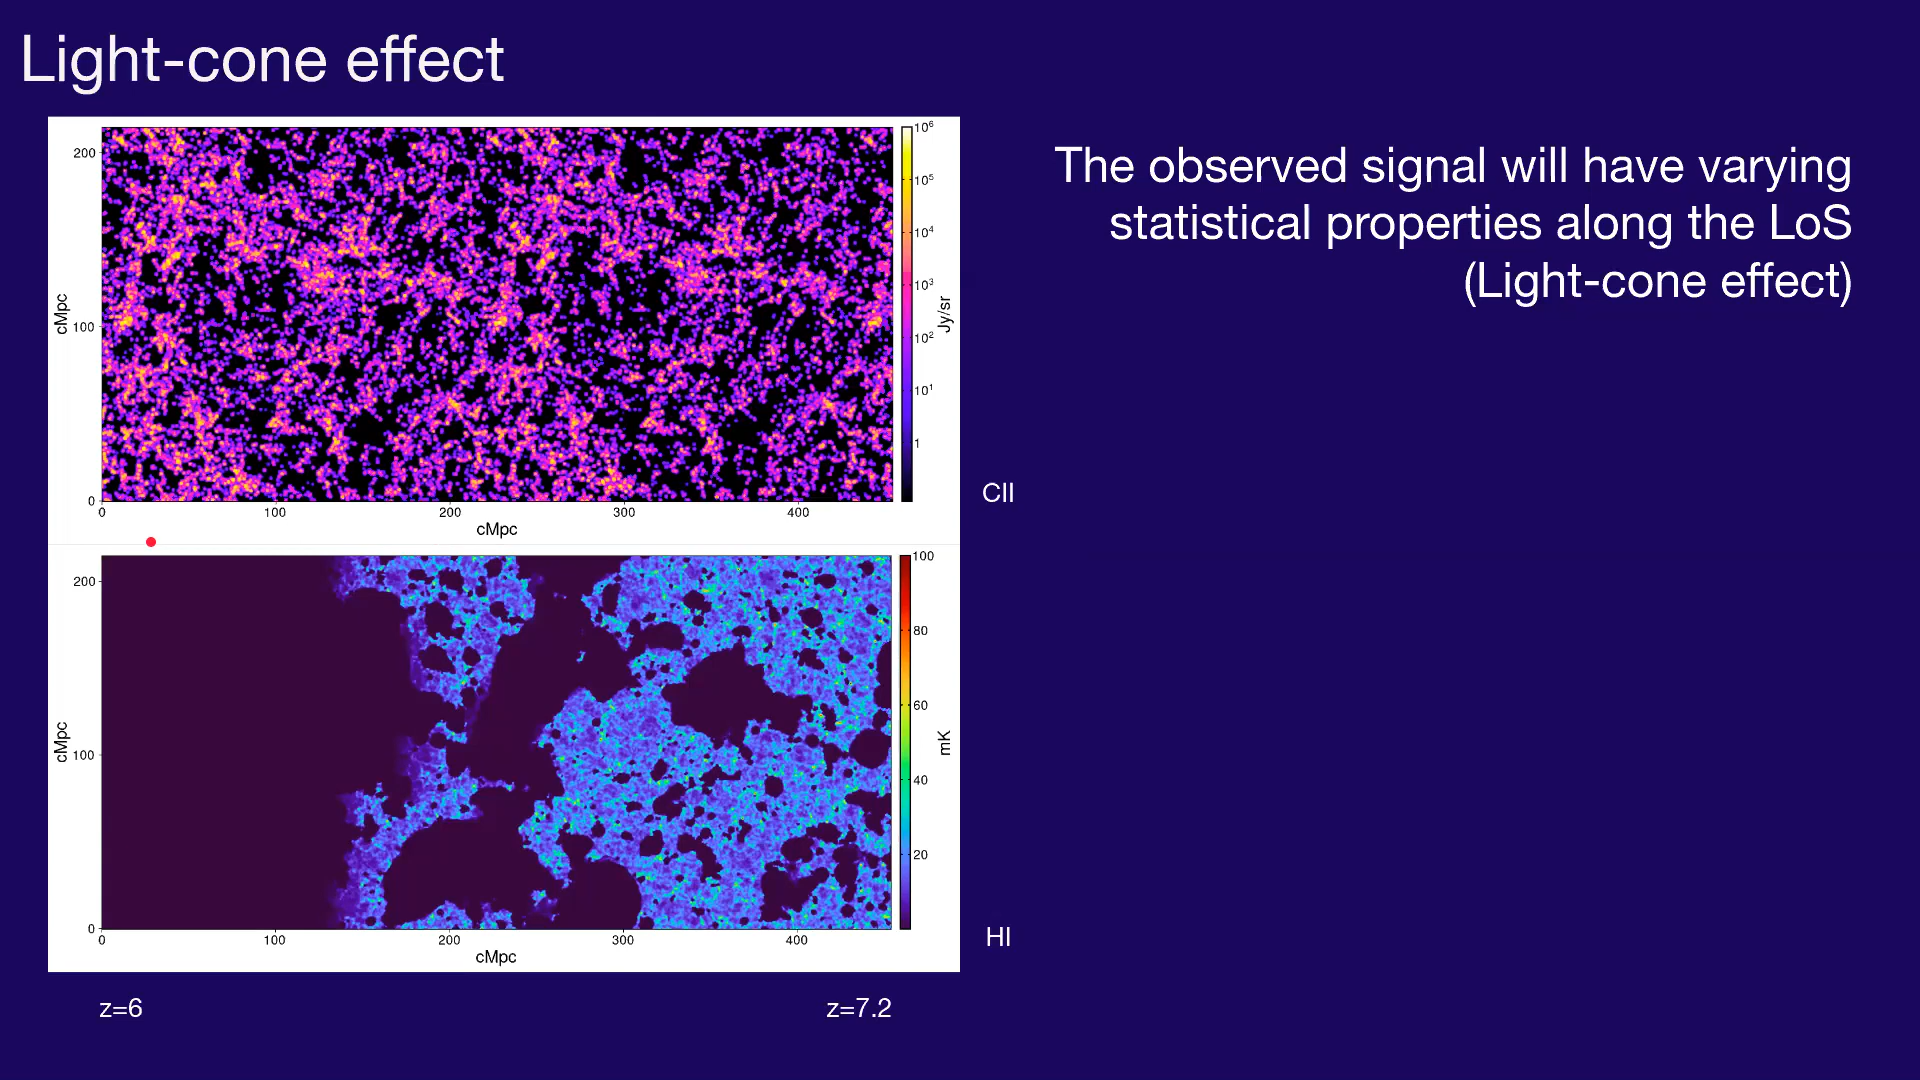 Light-cone effect
The observed signal will have varying
statistical properties along the LoS
(Light-cone effect)
200
100
0
cMpc
0 100 200 300 400
cMpc
10⁶
10⁵
10⁴
10³
10²
10¹
1
Jy/sr
CII
200
100
0
cMpc
0 100 200 300 400
cMpc
100
80
60
40
20
mK
HI
z=6 z=7.2